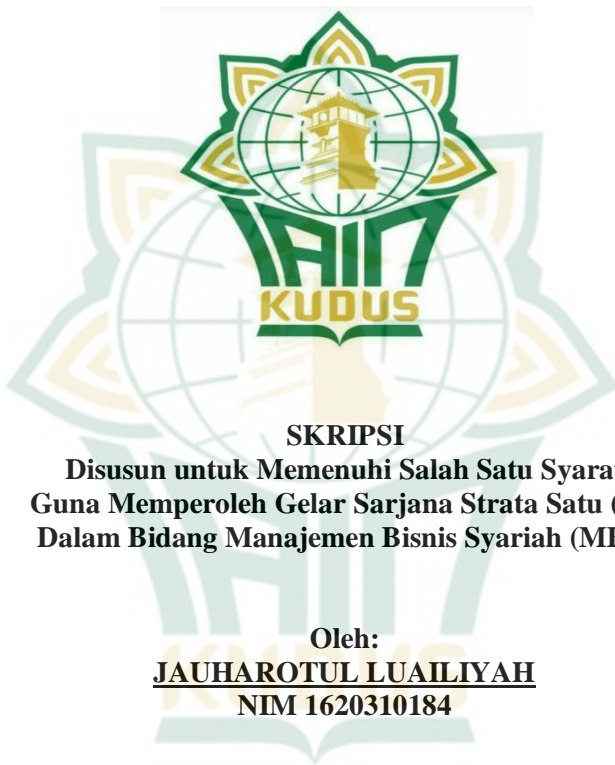 IAIN
KUDUS
SKRIPSI
Disusun untuk Memenuhi Salah Satu
Guna Memperoleh Gelar Sarjana Strata Satu
Dalam Bidang Manajemen Bisnis Syariah
Oleh:
JAUHAROTUL LUAILIYAH
NIM 1620310184